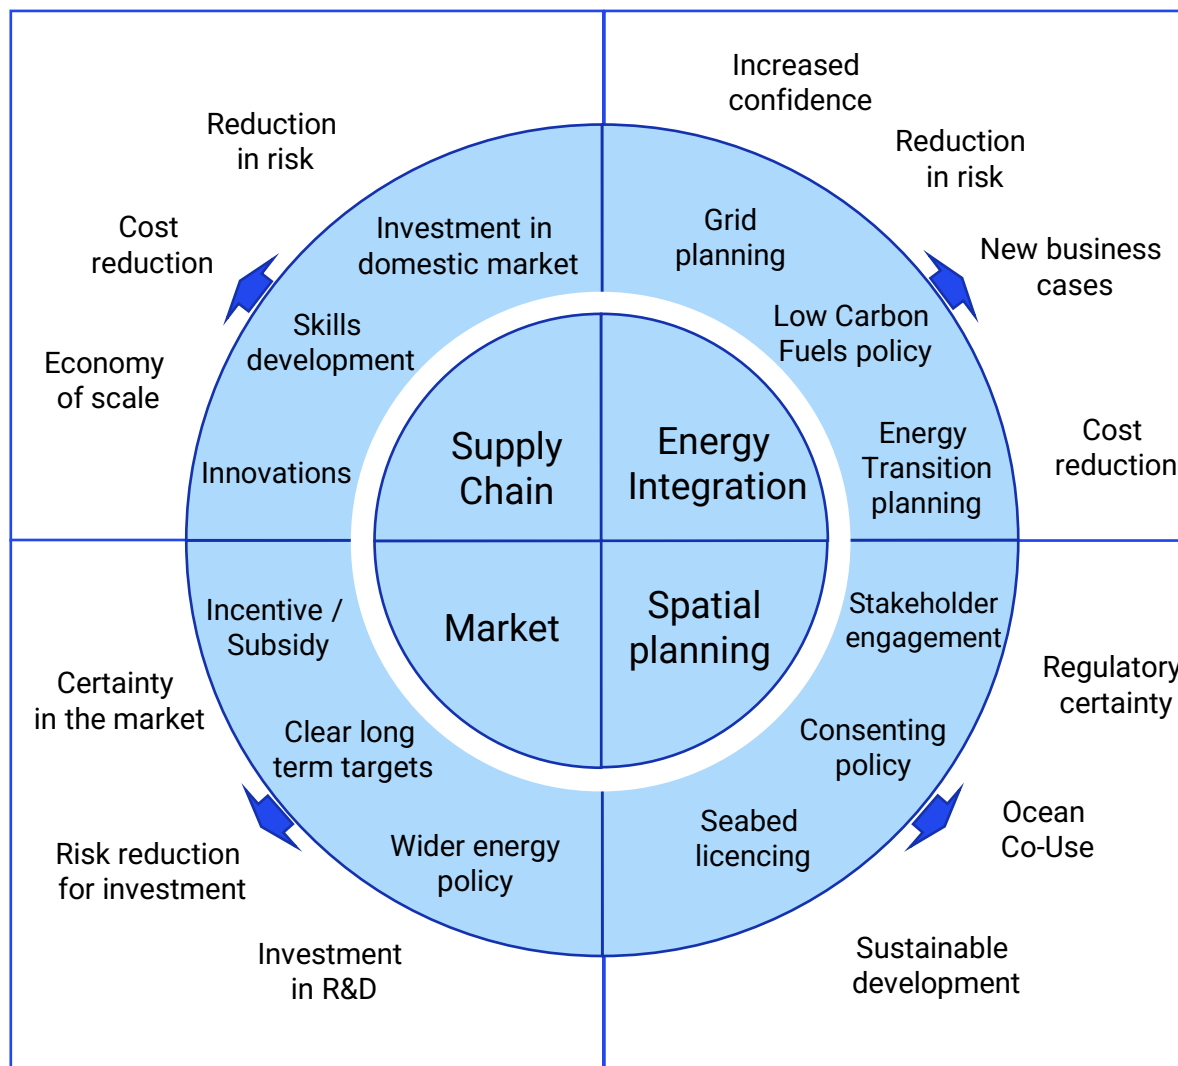 Reduction
in risk
Cost
reduction
Economy
of scale
Investment in
domestic market
Skills
development
Innovations
Supply
Chain
Increased
confidence
Reduction
in risk
New business
cases
Cost
reduction
Grid
planning
Low Carbon
Fuels policy
Energy
Transition
planning
Energy
Integration
Market
Incentive /
Subsidy
Clear long
term targets
Wider energy
policy
Certainty
in the market
Risk reduction
for investment
Investment
in R&D
Spatial
planning
Stakeholder
engagement
Consenting
policy
Seabed
licencing
Regulatory
certainty
Ocean
Co-Use
Sustainable
development